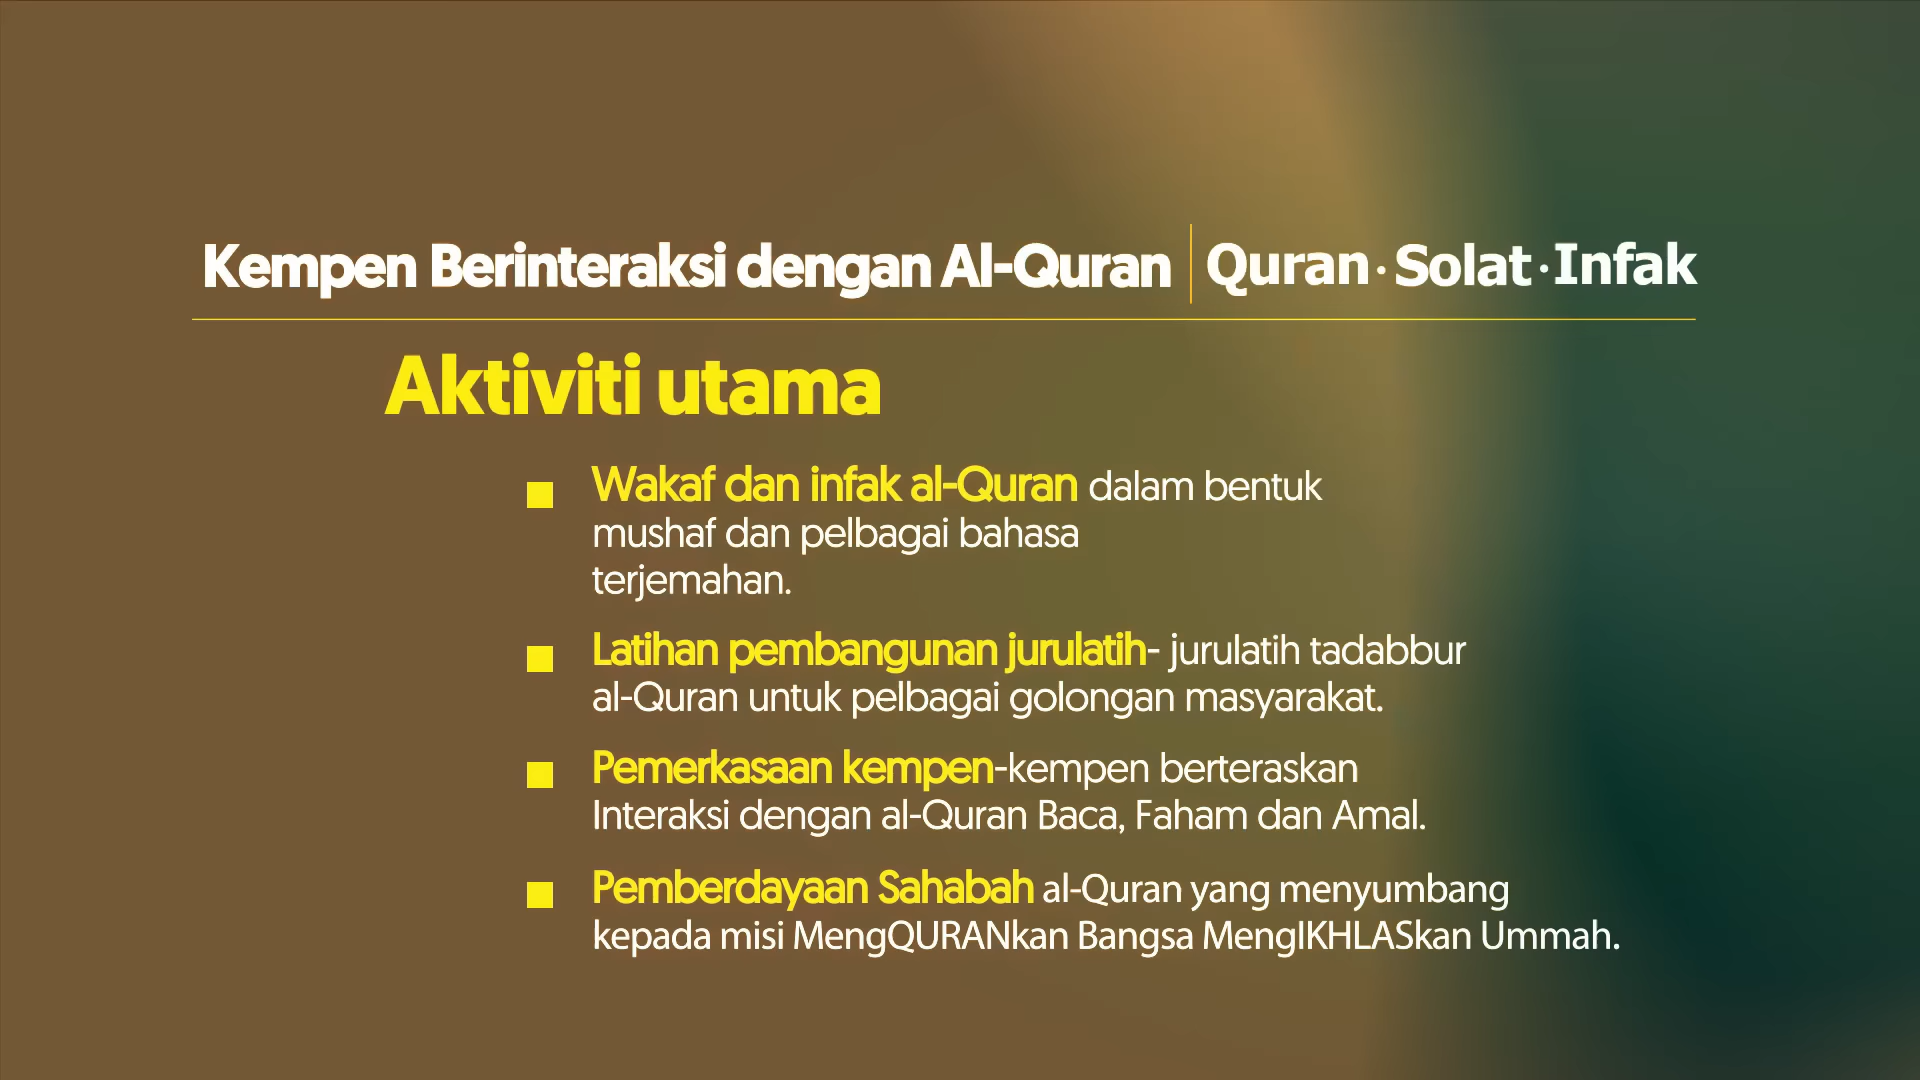 Kempen Berinteraksi dengan Al-Quran | Quran · Solat · Infak
Aktiviti utama
Wakaf dan infak al-Quran dalam bentuk
mushaf dan pelbagai bahasa
terjemahan.
Latihan pembangunan jurulatih- jurulatih tadabbur
al-Quran untuk pelbagai golongan masyarakat.
Pemerkasaan kempen-kempen berteraskan
Interaksi dengan al-Quran Baca, Faham dan Amal.
Pemberdayaan Sahabah al-Quran yang menyumbang
kepada misi MengQURANkan Bangsa MengIKHLASkan Ummah.